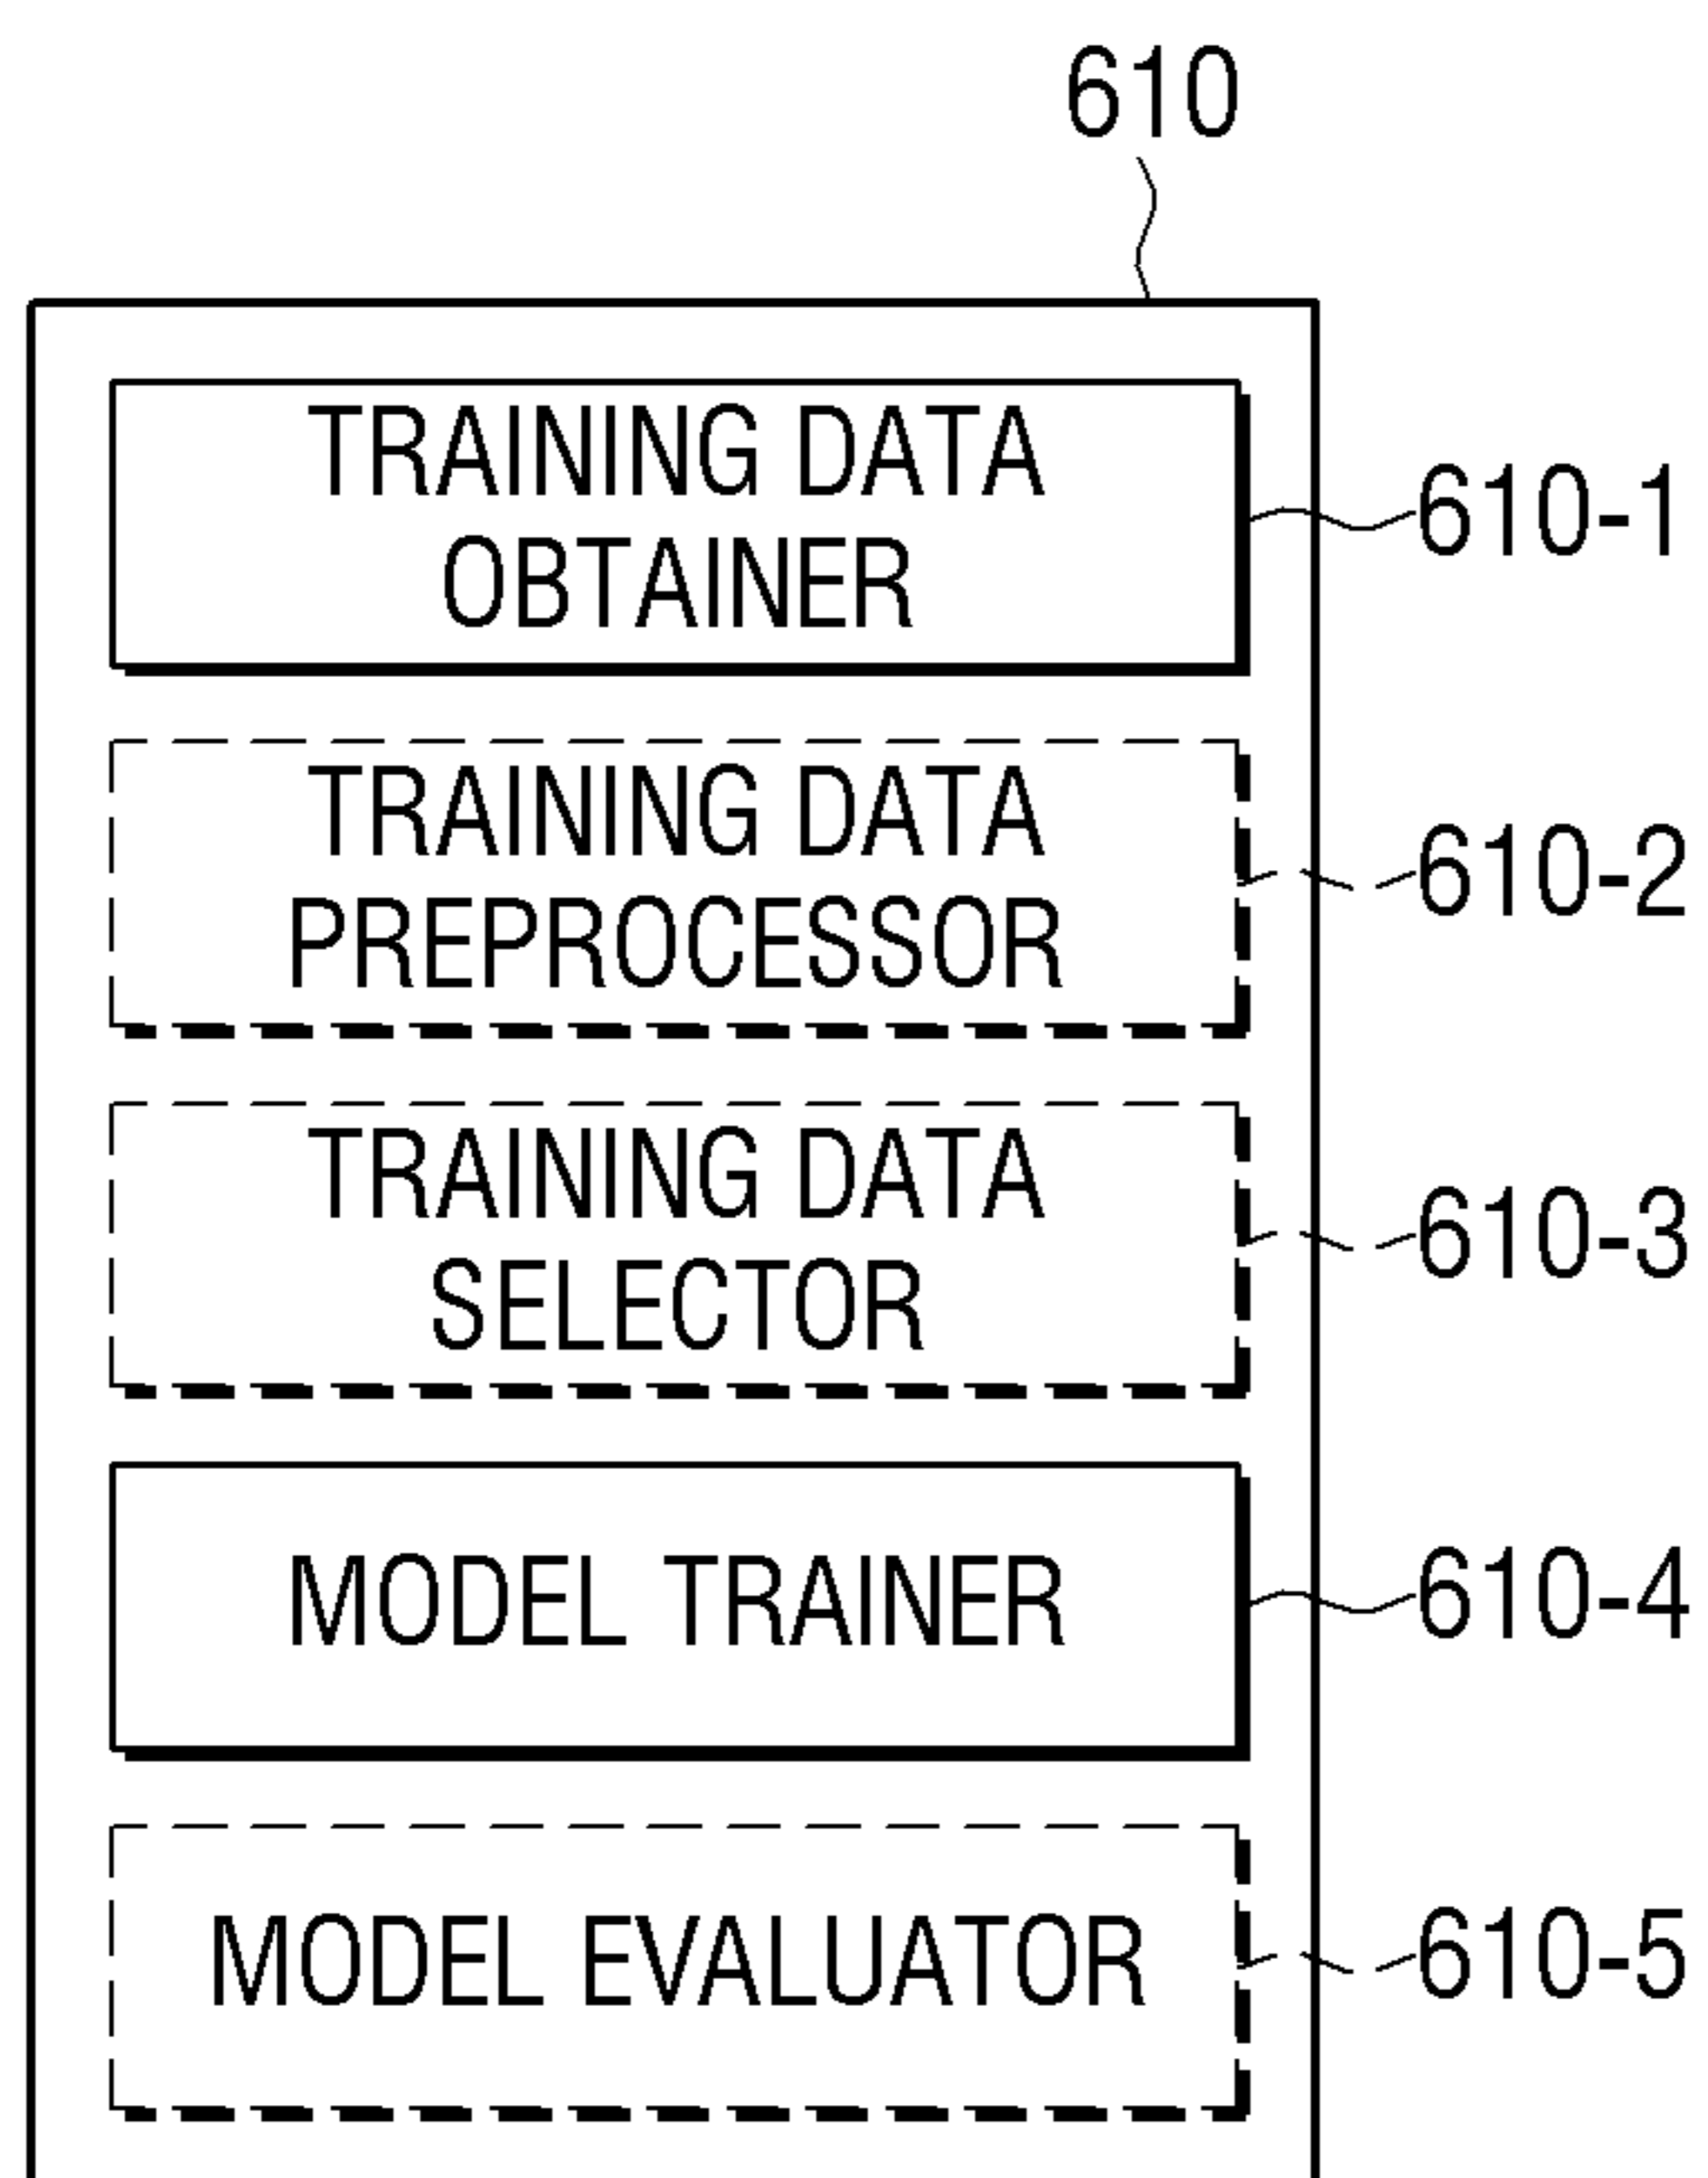 610
TRAINING DATA
OBTAINER
610-1
TRAINING DATA
PREPROCESSOR
610-2
TRAINING DATA
SELECTOR
610-3
MODEL TRAINER
610-4
MODEL EVALUATOR
610-5